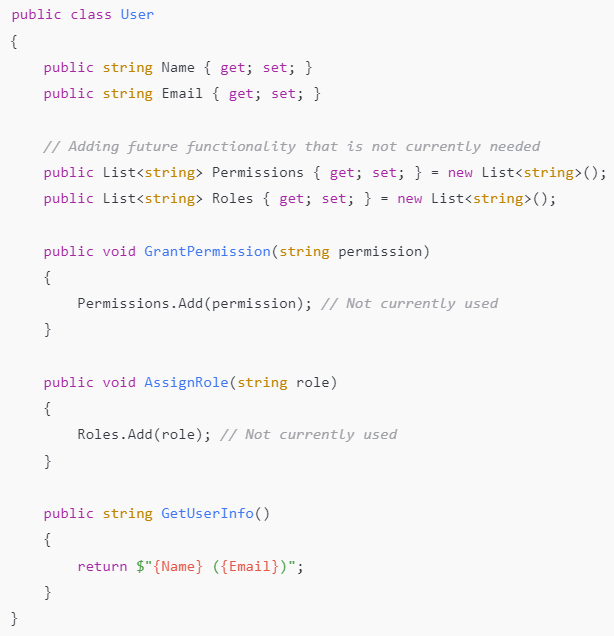 public class User
{
    public string Name { get; set; }
    public string Email { get; set; }

    // Adding future functionality that is not currently needed
    public List<string> Permissions { get; set; } = new List<string>();
    public List<string> Roles { get; set; } = new List<string>();

    public void GrantPermission(string permission)
    {
        Permissions.Add(permission); // Not currently used
    }

    public void AssignRole(string role)
    {
        Roles.Add(role); // Not currently used
    }

    public string GetUserInfo()
    {
        return $"{Name} ({Email})";
    }
}